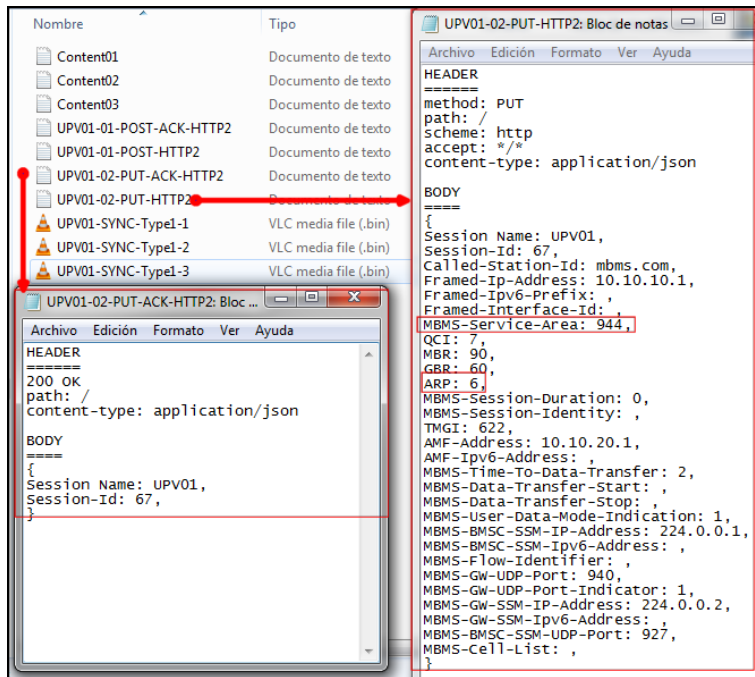 Nombre Tipo
Content01 Documento de texto
Content02 Documento de texto
Content03 Documento de texto
UPV01-01-POST-ACK-HTTP2 Documento de texto
UPV01-01-POST-HTTP2 Documento de texto
UPV01-02-PUT-ACK-HTTP2 Documento de texto
UPV01-02-PUT-HTTP2 Documento de texto
UPV01-SYNC-Type1-1 VLC media file (.bin)
UPV01-SYNC-Type1-2 VLC media file (.bin)
UPV01-SYNC-Type1-3 VLC media file (.bin)
UPV01-02-PUT-ACK-HTTP2: Bloc ...
Archivo Edición Formato Ver Ayuda
HEADER
======
200 OK
path: /
content-type: application/json
BODY
====
{
Session Name: UPV01,
Session-Id: 67,
}
UPV01-02-PUT-HTTP2: Bloc de notas
Archivo Edición Formato Ver Ayuda
HEADER
======
method: PUT
path: /
scheme: http
accept: */*
content-type: application/json
BODY
====
{
Session Name: UPV01,
Session-Id: 67,
Called-Station-Id: mbms.com,
Framed-Ip-Address: 10.10.10.1,
Framed-Ipv6-Prefix: ,
Framed-Interface-Id: ,
MBMS-Service-Area: 944,
QCI: 7,
MBR: 90,
GBR: 60,
ARP: 6,
MBMS-Session-Duration: 0,
MBMS-Session-Identity: ,
TMGI: 622,
AMF-Address: 10.10.20.1,
AMF-Ipv6-Address: ,
MBMS-Time-To-Data-Transfer: 2,
MBMS-Data-Transfer-Start: ,
MBMS-Data-Transfer-Stop: ,
MBMS-User-Data-Mode-Indication: 1,
MBMS-BMSC-SSM-IP-Address: 224.0.0.1,
MBMS-BMSC-SSM-Ipv6-Address: ,
MBMS-Flow-Identifier: ,
MBMS-GW-UDP-Port: 940,
MBMS-GW-UDP-Port-Indicator: 1,
MBMS-GW-SSM-IP-Address: 224.0.0.2,
MBMS-GW-SSM-Ipv6-Address: ,
MBMS-BMSC-SSM-UDP-Port: 927,
MBMS-Cell-List: ,
}